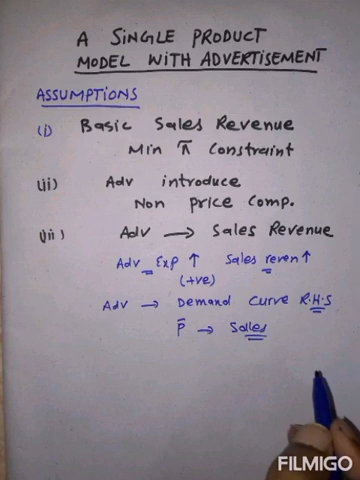 A SINGLE PRODUCT
MODEL WITH ADVERTISEMENT
ASSUMPTIONS
(i) Basic Sales Revenue
Min π Constraint
(ii) Adv introduce
Non price Comp.
(iii) Adv → Sales Revenue
Adv Exp ↑ Sales reven ↑
(+ve)
Adv → Demand Curve R.H.S
P̄ → Sales
FILMIGO